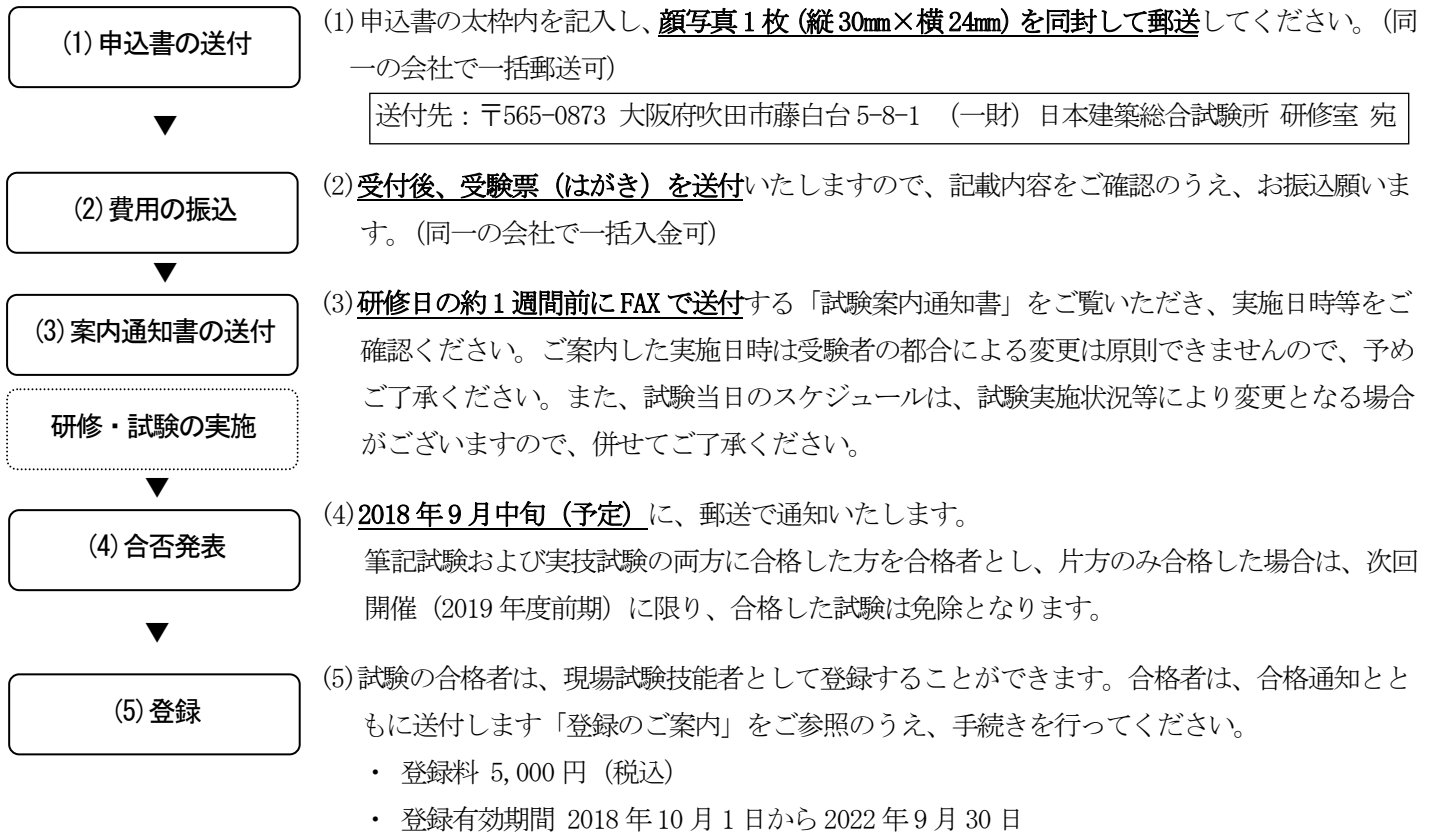 (1)申込書の送付
(1)申込書の太枠内を記入し、顔写真1枚(縦30mm×横24mm)を同封して郵送してください。(同
一の会社で一括郵送可)
送付先：〒565-0873 大阪府吹田市藤白台5-8-1 (一財) 日本建築総合試験所 研修室 宛
▼
(2)費用の振込
(2)受付後、受験票(はがき)を送付いたしますので、記載内容をご確認のうえ、お振込願いま
す。(同一の会社で一括入金可)
▼
(3)案内通知書の送付
(3)研修日の約1週間前にFAXで送付する「試験案内通知書」をご覧いただき、実施日時等をご
確認ください。ご案内した実施日時は受験者の都合による変更は原則できませんので、予め
ご了承ください。また、試験当日のスケジュールは、試験実施状況等により変更となる場合
がございますので、併せてご了承ください。
研修・試験の実施
▼
(4)合否発表
(4)2018年9月中旬(予定)に、郵送で通知いたします。
筆記試験および実技試験の両方に合格した方を合格者とし、片方のみ合格した場合は、次回
開催(2019年度前期)に限り、合格した試験は免除となります。
▼
(5)登録
(5)試験の合格者は、現場試験技能者として登録することができます。合格者は、合格通知とと
もに送付します「登録のご案内」をご参照のうえ、手続きを行ってください。
・ 登録料 5,000円(税込)
・ 登録有効期間 2018年10月1日から2022年9月30日